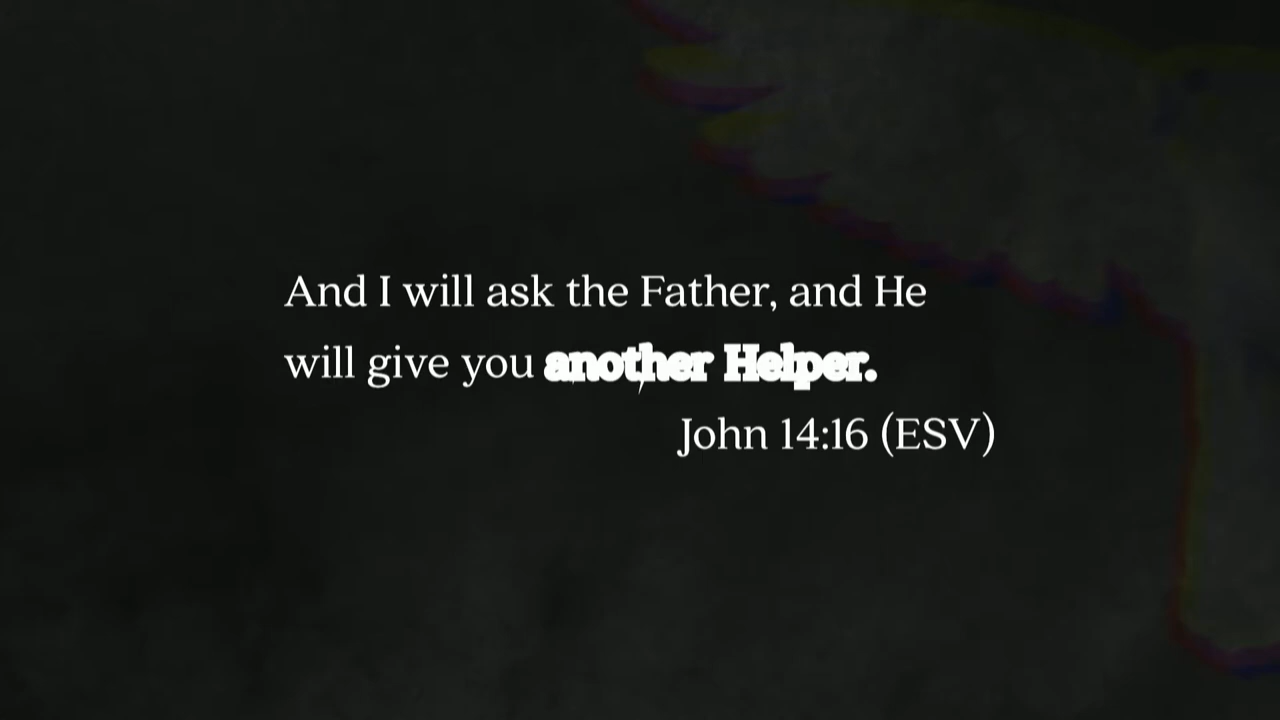 And I will ask the Father, and He
will give you another Helper.
John 14:16 (ESV)